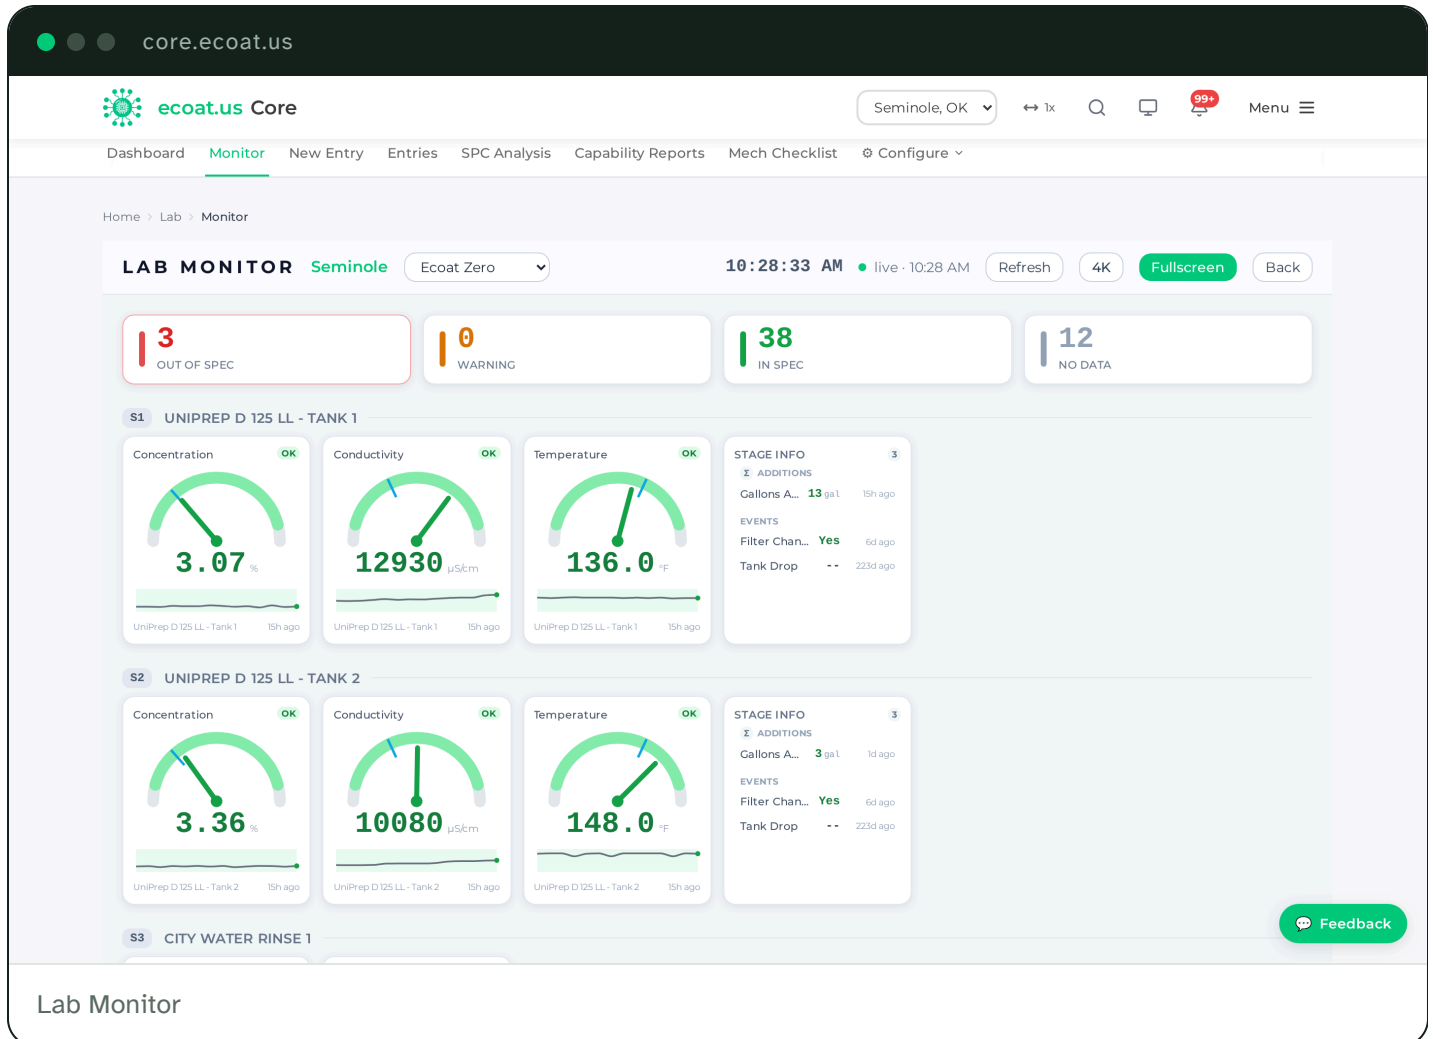 core.ecoat.us
ecoat.us Core
Seminole, OK
1x
99+
Menu
Dashboard Monitor New Entry Entries SPC Analysis Capability Reports Mech Checklist Configure
Home Lab Monitor
LAB MONITOR Seminole Ecoat Zero 10:28:33 AM live · 10:28 AM Refresh 4K Fullscreen Back
3
OUT OF SPEC
0
WARNING
38
IN SPEC
12
NO DATA
S1 UNIPREP D 125 LL - TANK 1
Concentration OK
3.07 %
UniPrep D 125 LL - Tank 1 15h ago
Conductivity OK
12930 µS/cm
UniPrep D 125 LL - Tank 1 15h ago
Temperature OK
136.0 °F
UniPrep D 125 LL - Tank 1 15h ago
STAGE INFO 3
Σ ADDITIONS
Gallons A... 13 gal 15h ago
EVENTS
Filter Chan... Yes 6d ago
Tank Drop -- 223d ago
S2 UNIPREP D 125 LL - TANK 2
Concentration OK
3.36 %
UniPrep D 125 LL - Tank 2 15h ago
Conductivity OK
10080 µS/cm
UniPrep D 125 LL - Tank 2 15h ago
Temperature OK
148.0 °F
UniPrep D 125 LL - Tank 2 15h ago
STAGE INFO 3
Σ ADDITIONS
Gallons A... 3 gal 1d ago
EVENTS
Filter Chan... Yes 6d ago
Tank Drop -- 223d ago
S3 CITY WATER RINSE 1
Feedback
Lab Monitor